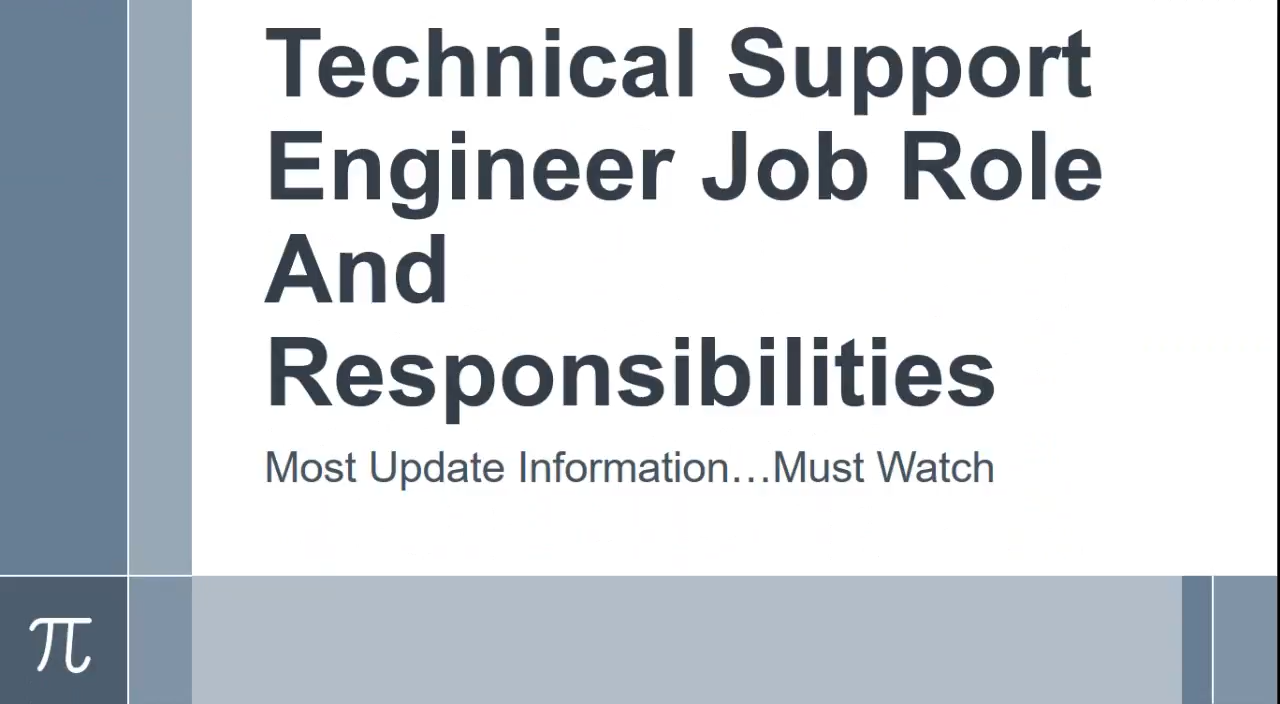 Technical Support
Engineer Job Role
And
Responsibilities
Most Update Information…Must Watch
π